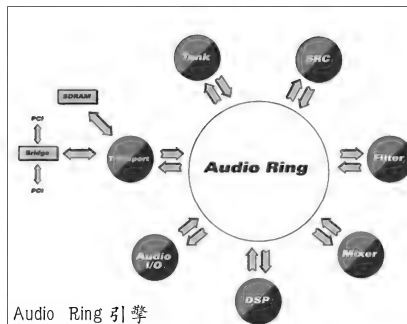 Tank
SRC
SDRAM
PCI
Bridge
Transport
PCI
Audio Ring
Filter
Audio
I/O
Mixer
DSP
Audio Ring 引擎